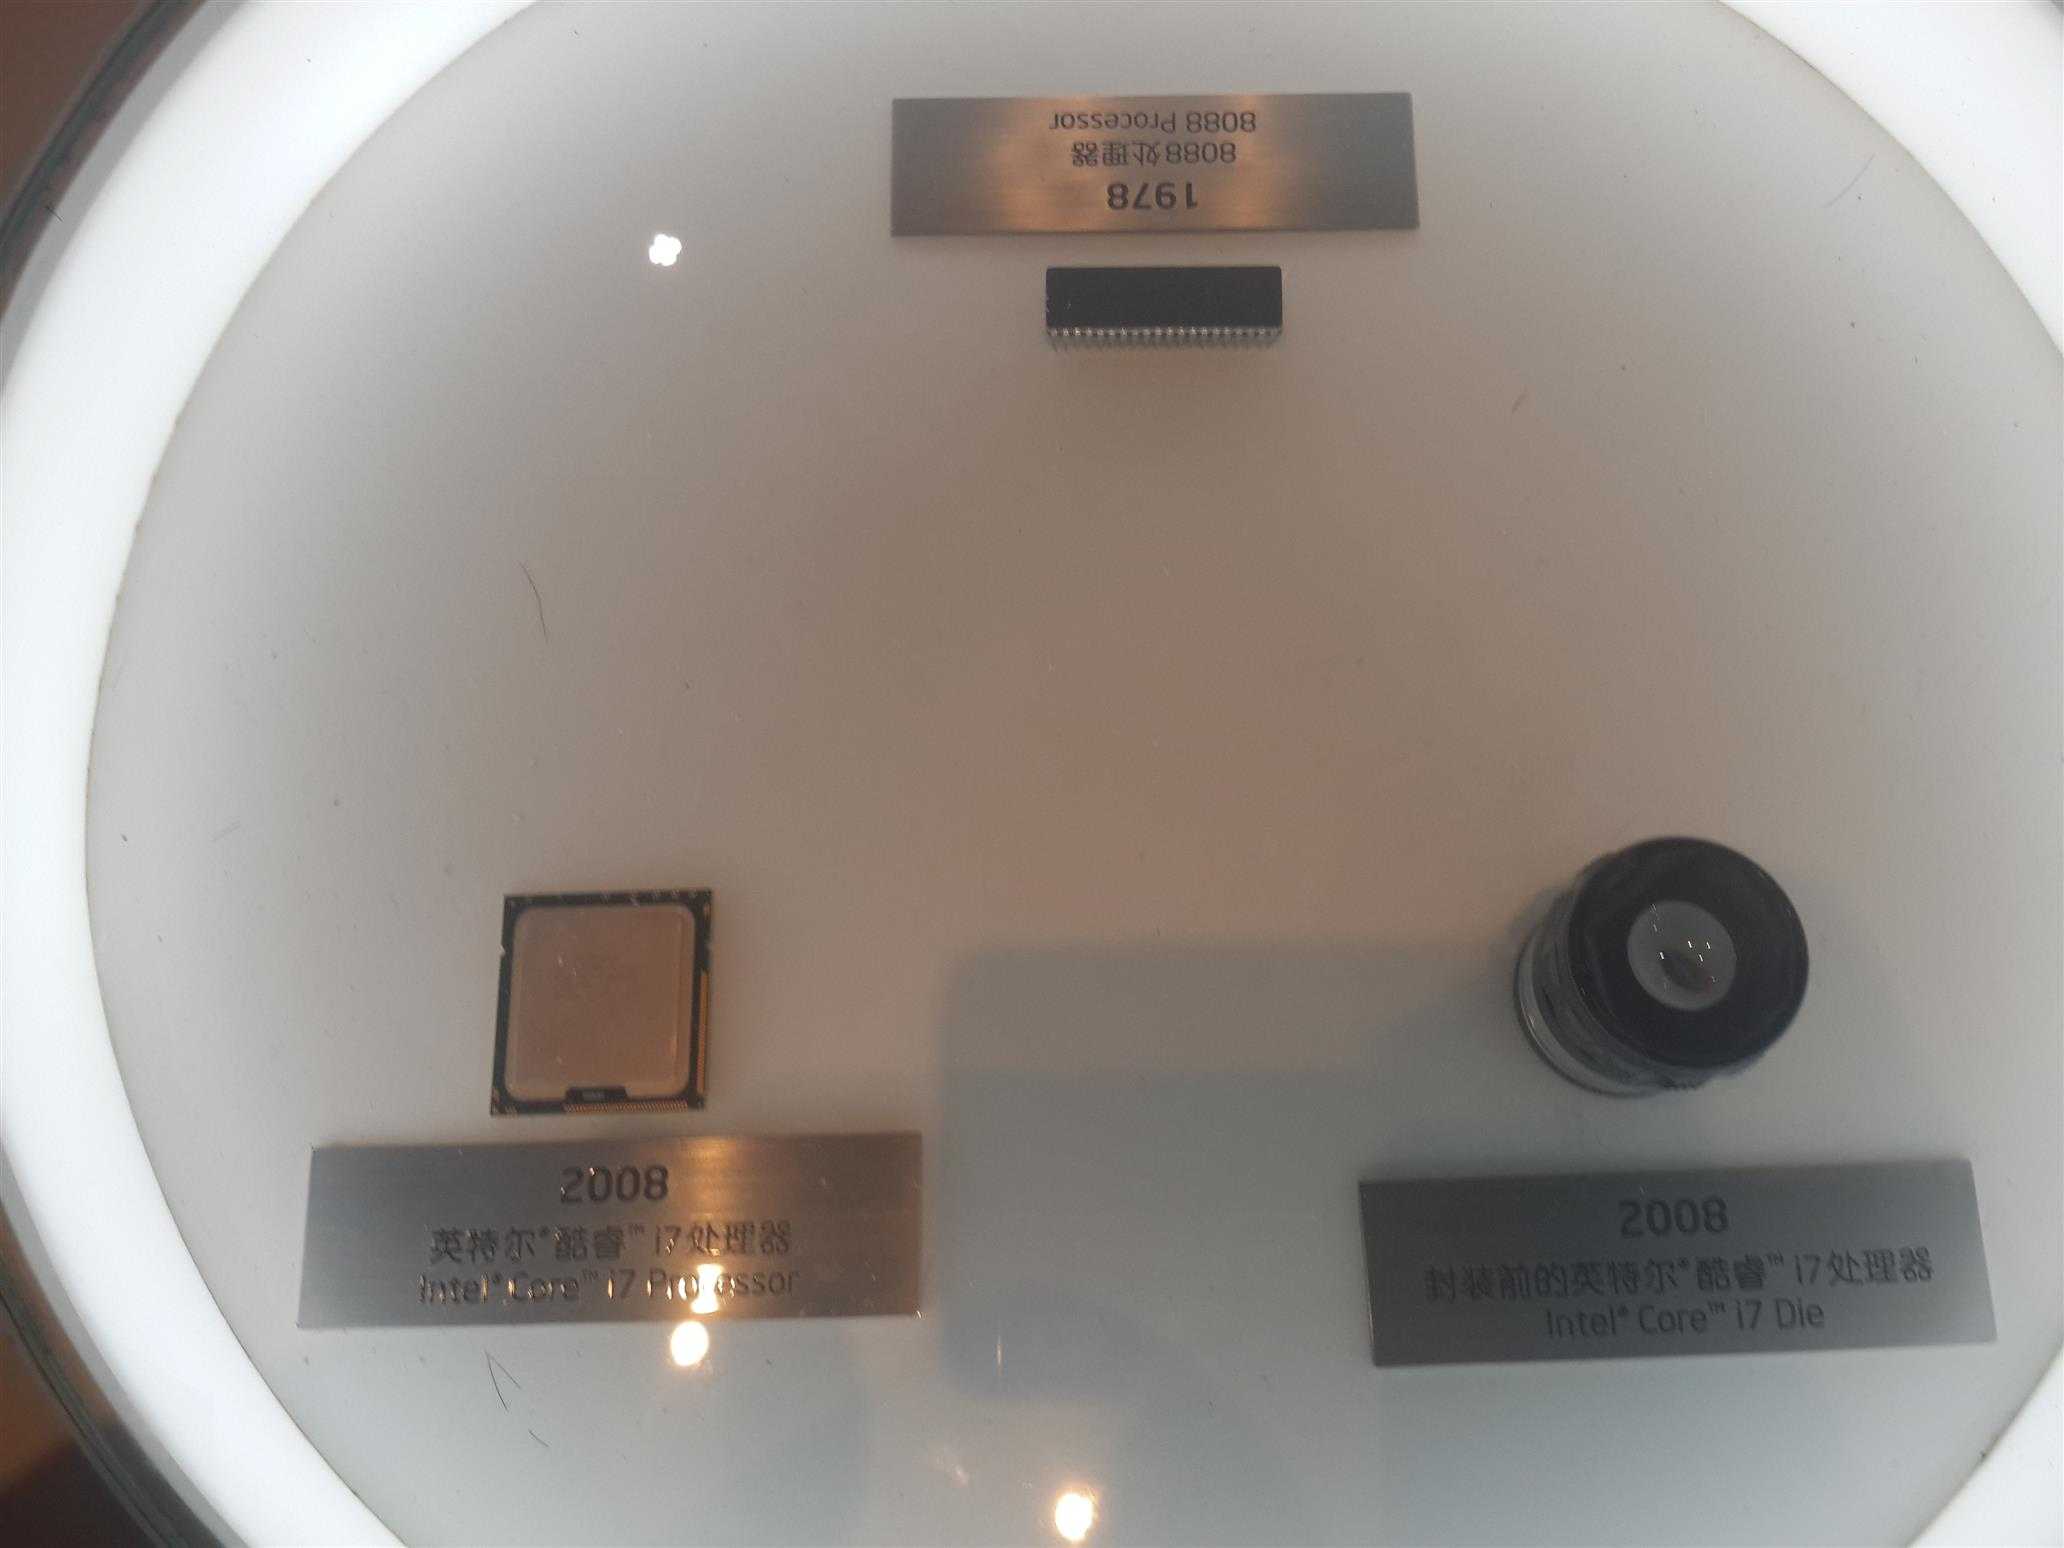 1978
8088处理器
8088 Processor
2008
英特尔®酷睿™ i7处理器
Intel® Core™ i7 Processor
2008
封装前的英特尔®酷睿™ i7处理器
Intel® Core™ i7 Die